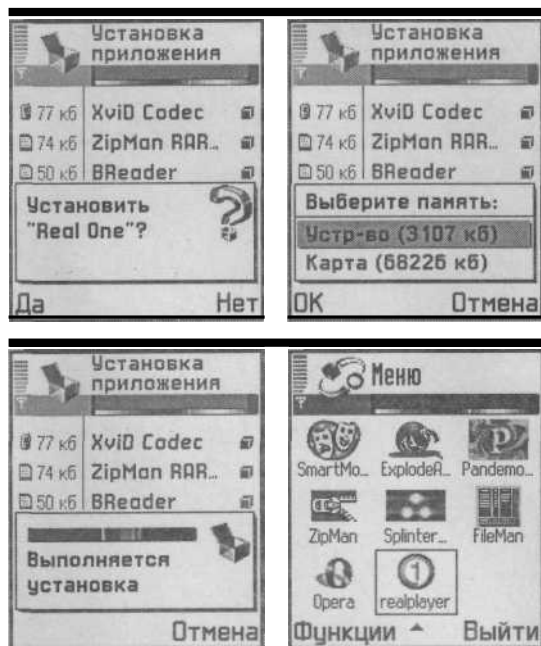 Установка
приложения
77 кб XviD Codec
74 кб ZipMan RAR...
50 кб BReader
Установить
"Real One"?
Да Нет
Установка
приложения
77 кб XviD Codec
74 кб ZipMan RAR...
50 кб BReader
Выберите память:
Устр-во (3107 кб)
Карта (68226 кб)
ОК Отмена
Установка
приложения
77 кб XviD Codec
74 кб ZipMan RAR...
50 кб BReader
Выполняется
установка
Отмена
Меню
SmartMo... ExplodeA... Pandemo...
ZipMan Splinter... FileMan
Opera realplayer
Функции Выйти